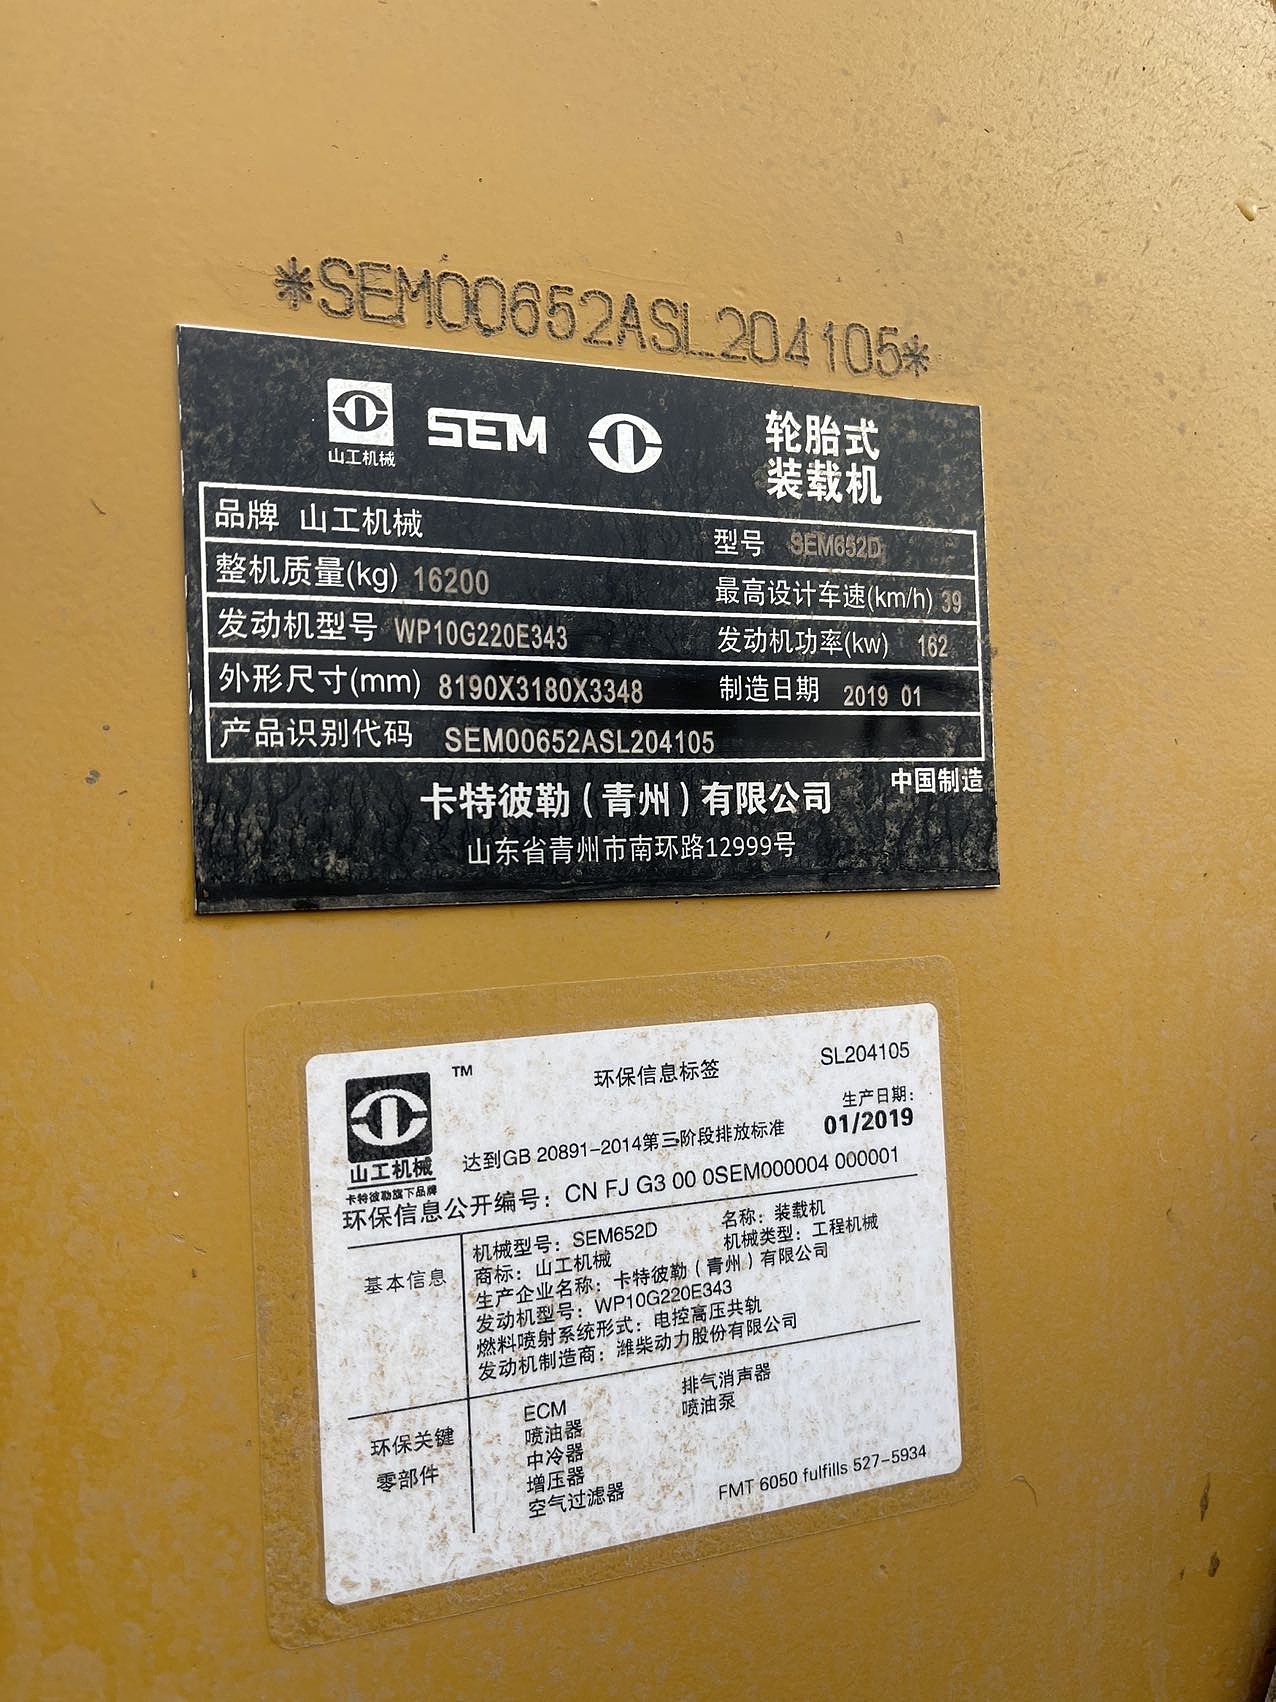 *SEM00652ASL204105*
山工机械
SEM
轮胎式
装载机
品牌 山工机械
型号 SEM652D
整机质量(kg) 16200
最高设计车速(km/h) 39
发动机型号 WP10G220E343
发动机功率(kw) 162
外形尺寸(mm) 8190X3180X3348
制造日期 2019 01
产品识别代码 SEM00652ASL204105
卡特彼勒(青州)有限公司
中国制造
山东省青州市南环路12999号
TM
山工机械
卡特彼勒旗下品牌
环保信息标签
SL204105
生产日期:
01/2019
达到GB 20891-2014第三阶段排放标准
环保信息公开编号: CN FJ G3 00 0SEM000004 000001
基本信息
机械型号: SEM652D
名称: 装载机
商标: 山工机械
机械类型: 工程机械
生产企业名称: 卡特彼勒(青州)有限公司
发动机型号: WP10G220E343
燃料喷射系统形式: 电控高压共轨
发动机制造商: 潍柴动力股份有限公司
环保关键
零部件
ECM
排气消声器
喷油器
喷油泵
中冷器
增压器
空气过滤器
FMT 6050 fulfills 527-5934